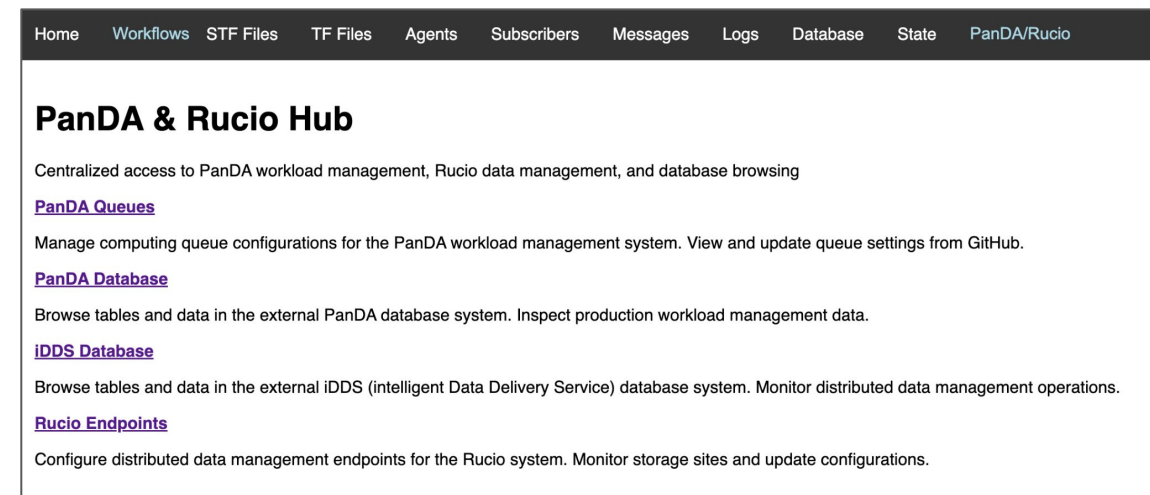 Home Workflows STF Files TF Files Agents Subscribers Messages Logs Database State PanDA/Rucio
PanDA & Rucio Hub
Centralized access to PanDA workload management, Rucio data management, and database browsing
PanDA Queues
Manage computing queue configurations for the PanDA workload management system. View and update queue settings from GitHub.
PanDA Database
Browse tables and data in the external PanDA database system. Inspect production workload management data.
iDDS Database
Browse tables and data in the external iDDS (intelligent Data Delivery Service) database system. Monitor distributed data management operations.
Rucio Endpoints
Configure distributed data management endpoints for the Rucio system. Monitor storage sites and update configurations.